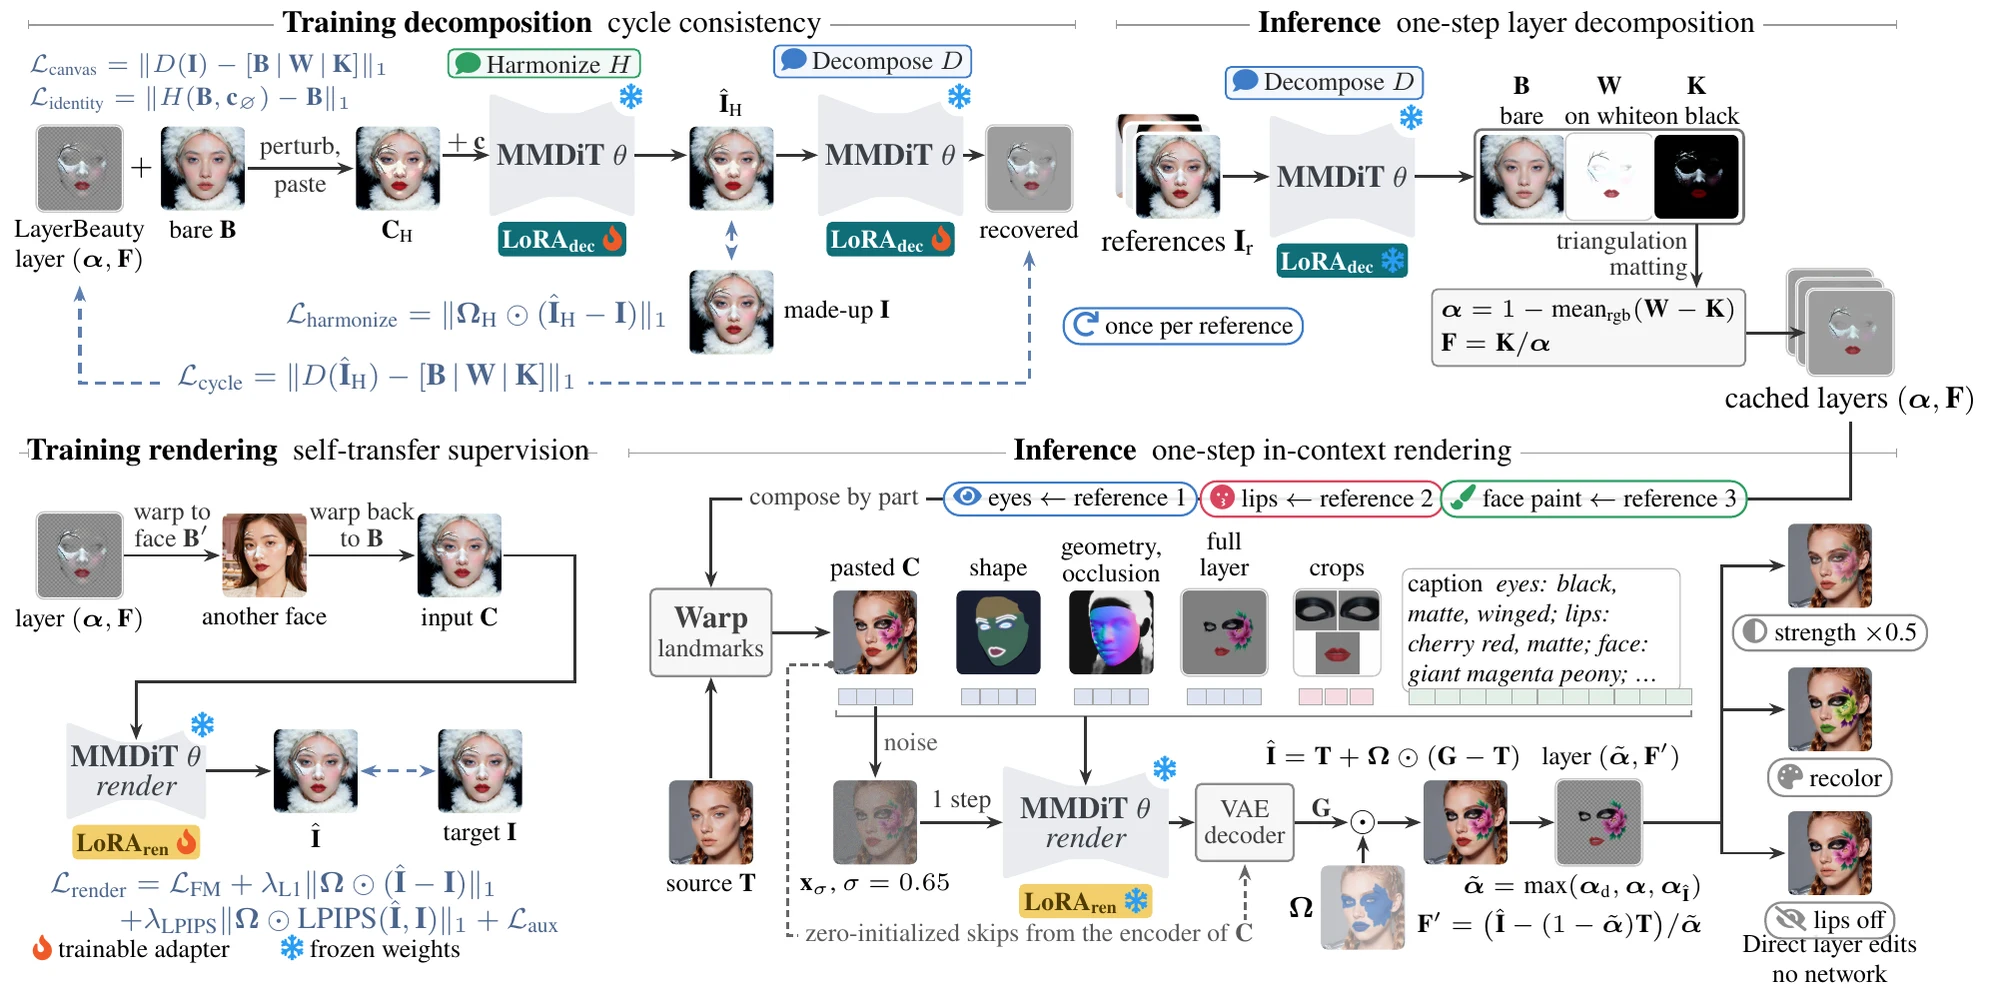 Training decomposition cycle consistency
ℒcanvas = ‖D(I) − [B | W | K]‖1
ℒidentity = ‖H(B, c∅) − B‖1
Harmonize H
Decompose D
+
perturb,
paste
+ c
MMDiT θ
ÎH
MMDiT θ
LoRAdec
LoRAdec
LayerBeauty
layer (α, F)
bare B
CH
recovered
made-up I
ℒharmonize = ‖ΩH ⊙ (ÎH − I)‖1
ℒcycle = ‖D(ÎH) − [B | W | K]‖1
Inference one-step layer decomposition
Decompose D
B W K
bare on white on black
MMDiT θ
references Ir
LoRAdec
triangulation
matting
once per reference
α = 1 − meanrgb(W − K)
F = K/α
cached layers (α, F)
Training rendering self-transfer supervision
warp to
face B′
warp back
to B
layer (α, F)
another face
input C
MMDiT θ
render
LoRAren
Î
target I
ℒrender = ℒFM + λL1‖Ω ⊙ (Î − I)‖1
+λLPIPS‖Ω ⊙ LPIPS(Î, I)‖1 + ℒaux
trainable adapter
frozen weights
Inference one-step in-context rendering
compose by part
eyes ← reference 1
lips ← reference 2
face paint ← reference 3
Warp
landmarks
pasted C
shape
geometry,
occlusion
full
layer
crops
caption eyes: black,
matte, winged; lips:
cherry red, matte; face:
giant magenta peony; …
noise
source T
xσ, σ = 0.65
1 step
MMDiT θ
render
LoRAren
VAE
decoder
G
Î = T + Ω ⊙ (G − T)
layer (α̃, F′)
Ω
α̃ = max(αd, α, αÎ)
F′ = (Î − (1 − α̃)T)/α̃
zero-initialized skips from the encoder of C
strength ×0.5
recolor
lips off
Direct layer edits
no network